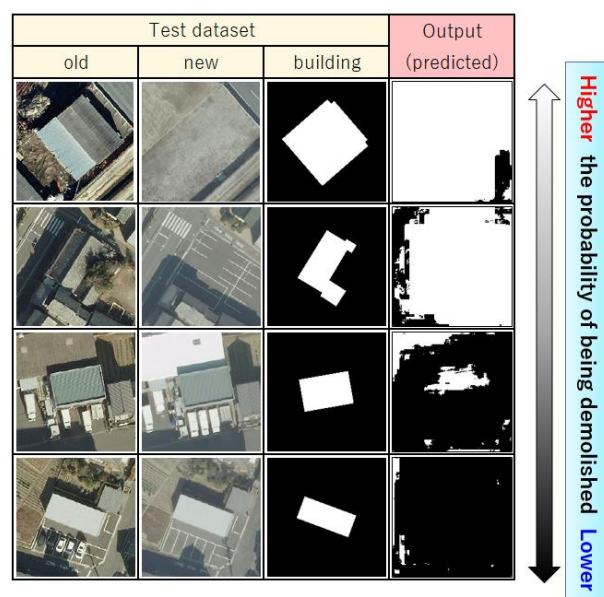 Test dataset
Output
(predicted)
old
new
building
Higher the probability of being demolished Lower